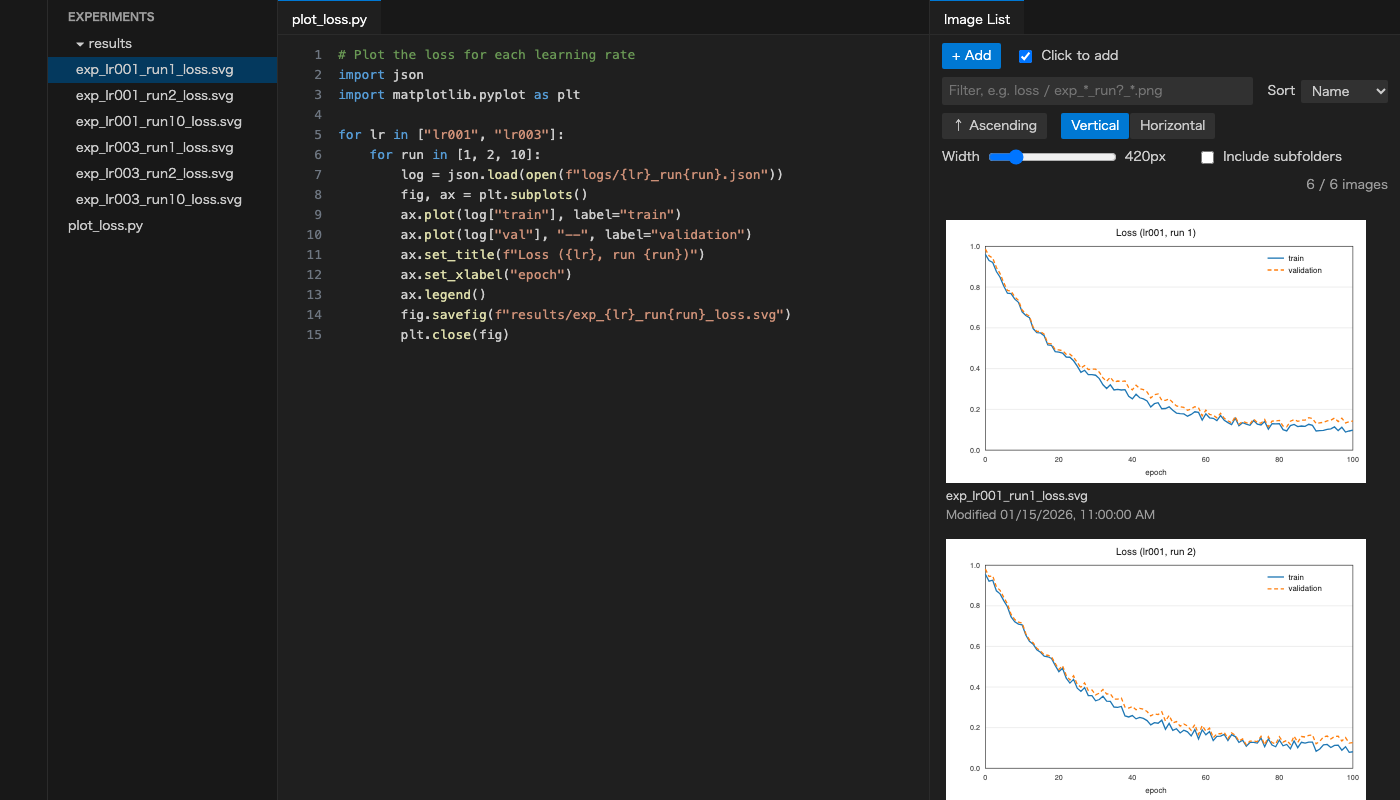 EXPERIMENTS
results
exp_lr001_run1_loss.svg
exp_lr001_run2_loss.svg
exp_lr001_run10_loss.svg
exp_lr003_run1_loss.svg
exp_lr003_run2_loss.svg
exp_lr003_run10_loss.svg
plot_loss.py
plot_loss.py
1 # Plot the loss for each learning rate
2 import json
3 import matplotlib.pyplot as plt
4
5 for lr in ["lr001", "lr003"]:
6     for run in [1, 2, 10]:
7         log = json.load(open(f"logs/{lr}_run{run}.json"))
8         fig, ax = plt.subplots()
9         ax.plot(log["train"], label="train")
10         ax.plot(log["val"], "--", label="validation")
11         ax.set_title(f"Loss ({lr}, run {run})")
12         ax.set_xlabel("epoch")
13         ax.legend()
14         fig.savefig(f"results/exp_{lr}_run{run}_loss.svg")
15         plt.close(fig)
Image List
+ Add Click to add
Filter, e.g. loss / exp_*_run?_*.png Sort Name
↑ Ascending Vertical Horizontal
Width 420px Include subfolders
6 / 6 images
Loss (lr001, run 1)
1.0
train
validation
0.8
0.6
0.4
0.2
0.0
0 20 40 60 80 100
epoch
exp_lr001_run1_loss.svg
Modified 01/15/2026, 11:00:00 AM
Loss (lr001, run 2)
1.0
train
validation
0.8
0.6
0.4
0.2
0.0
0 20 40 60 80 100
epoch